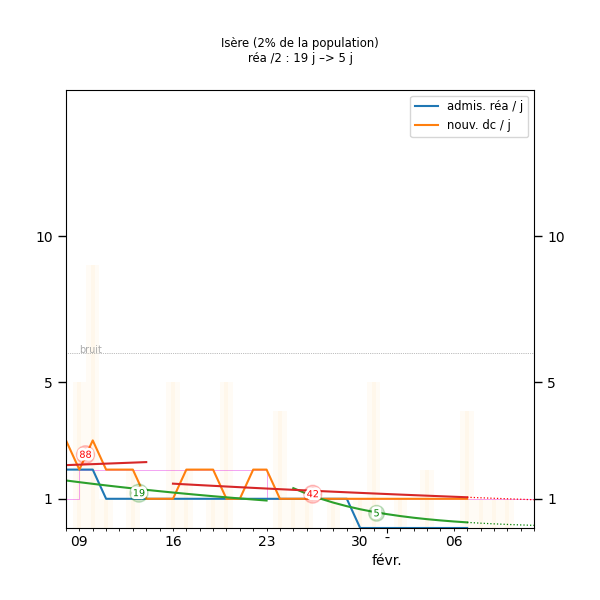 Isère (2% de la population)
réa /2 : 19 j –> 5 j
admis. réa / j
nouv. dc / j
10
10
bruit
5
5
88
19
42
5
1
1
09
16
23
30
-
06
févr.